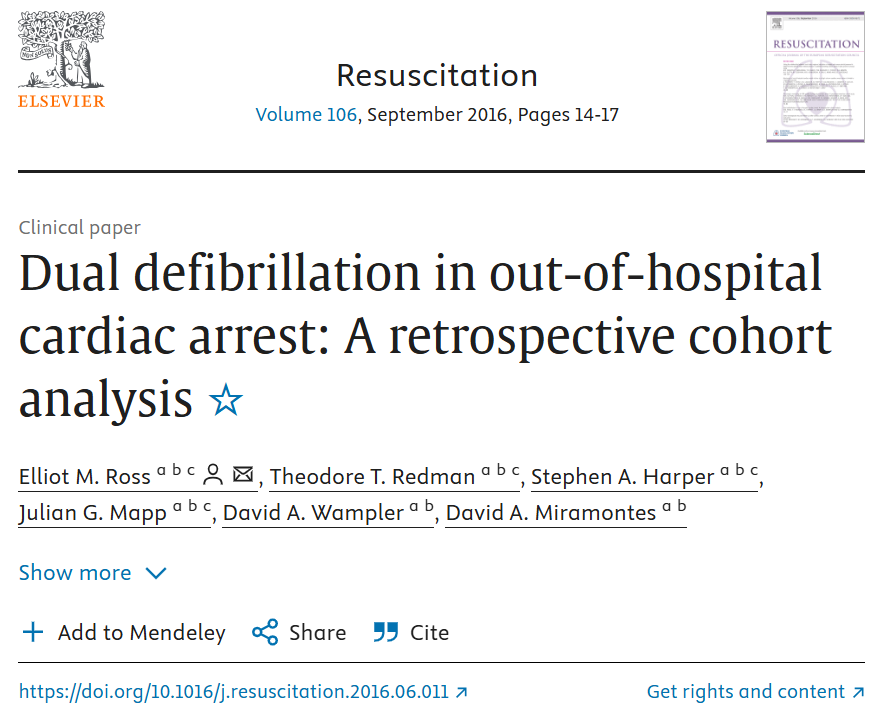 Resuscitation
RESUSCITATION
ELSEVIER
Volume 106, September 2016, Pages 14-17
Clinical paper
Dual defibrillation in out-of-hospital
cardiac arrest: A retrospective cohort
analysis ☆
Elliot M. Ross a b c, Theodore T. Redman a b c, Stephen A. Harper a b c,
Julian G. Mapp a b c, David A. Wampler a b, David A. Miramontes a b
Show more
Add to Mendeley Share Cite
https://doi.org/10.1016/j.resuscitation.2016.06.011 Get rights and content